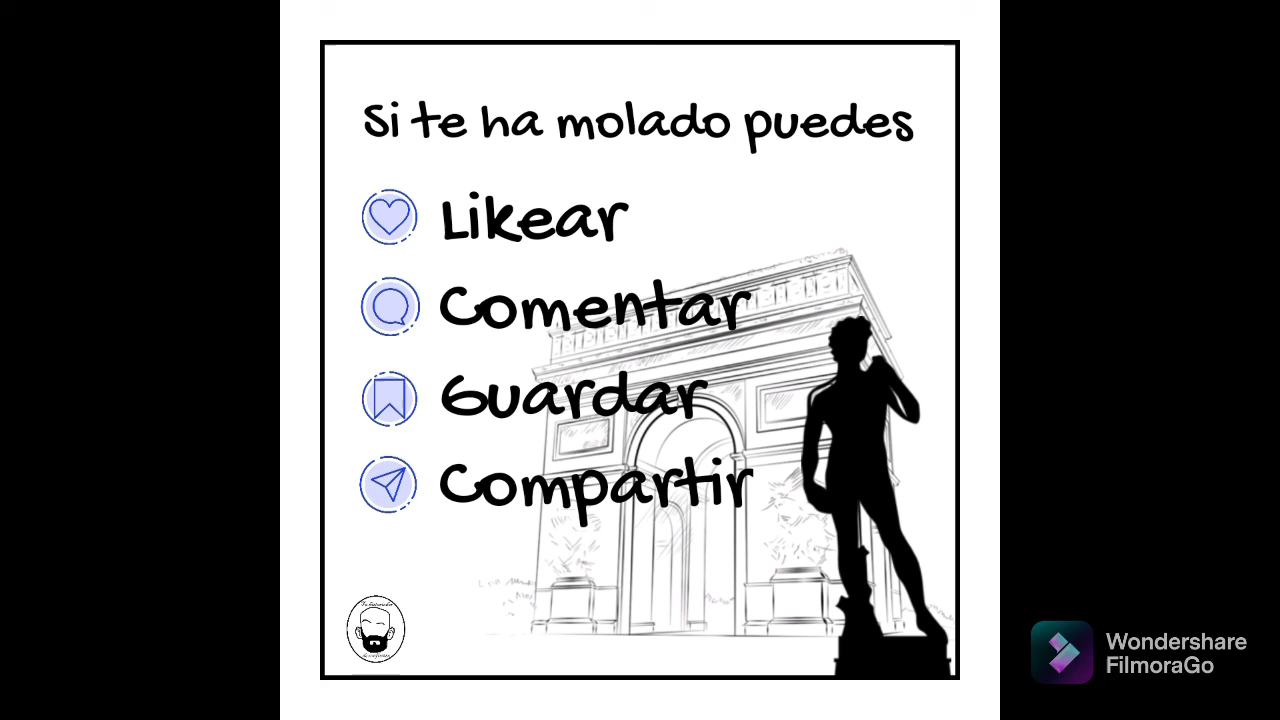 Si te ha molado puedes
Likear
Comentar
Guardar
Compartir
Wondershare
FilmoraGo